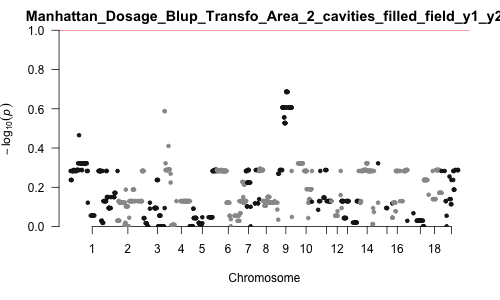 Manhattan_Dosage_Blup_Transfo_Area_2_cavities_filled_field_y1_y2
1.0
0.8
0.6
0.4
0.2
0.0
− log10(p)
1 2 3 4 5 6 7 8 9 10 12 14 16 18
Chromosome